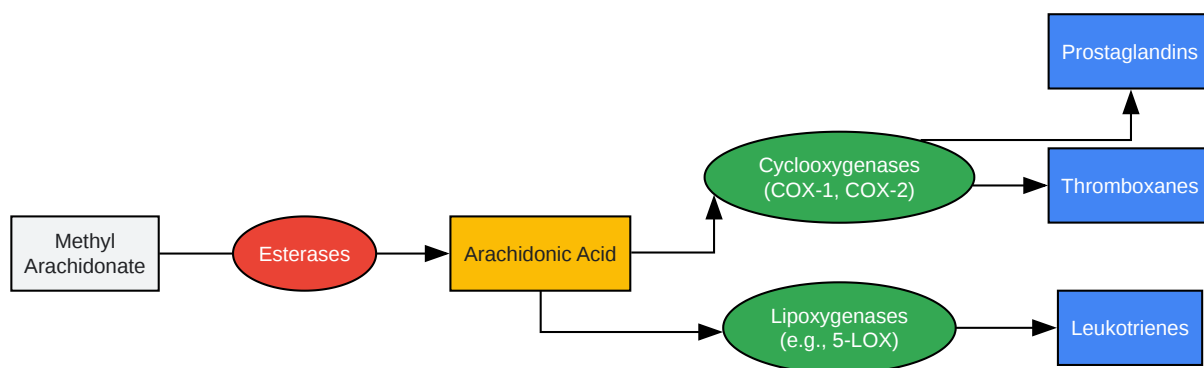 Methyl
Arachidonate
Esterases
Arachidonic Acid
Cyclooxygenases
(COX-1, COX-2)
Prostaglandins
Thromboxanes
Lipoxygenases
(e.g., 5-LOX)
Leukotrienes